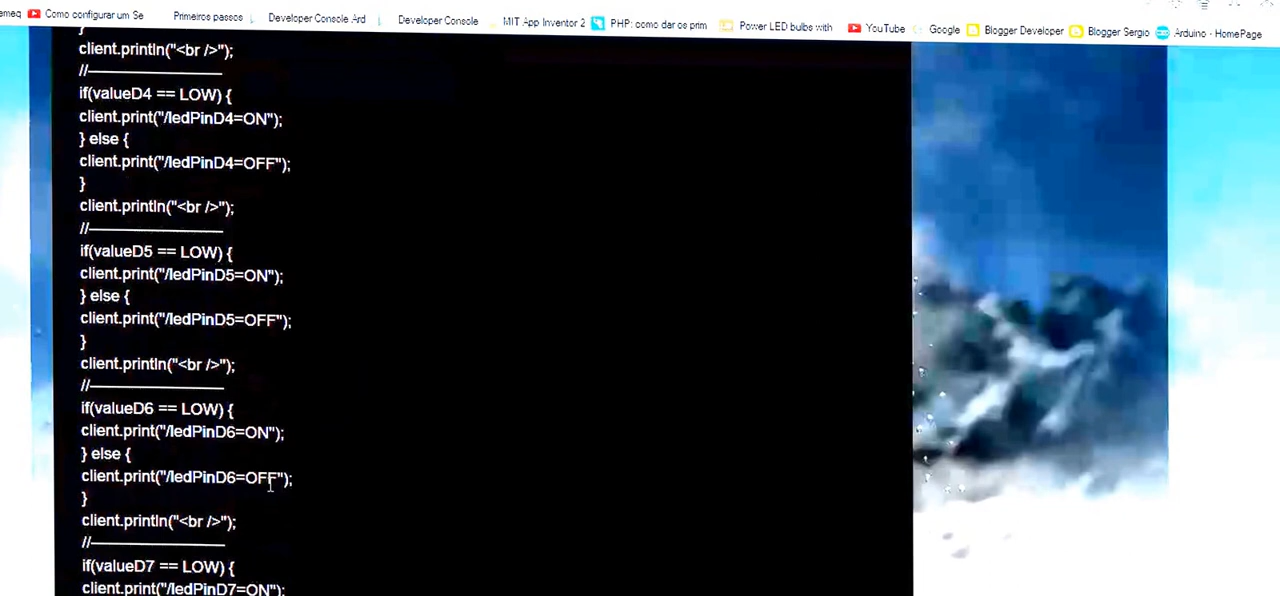 emeq Como configurar um Se Primeiros passos Developer Console Ard Developer Console MIT App Inventor 2 PHP: como dar os prim Power LED bulbs with YouTube Google Blogger Developer Blogger Sergio Arduino - HomePage
}
client.println("<br />");
//————————
if(valueD4 == LOW) {
client.print("/ledPinD4=ON");
} else {
client.print("/ledPinD4=OFF");
}
client.println("<br />");
//————————
if(valueD5 == LOW) {
client.print("/ledPinD5=ON");
} else {
client.print("/ledPinD5=OFF");
}
client.println("<br />");
//————————
if(valueD6 == LOW) {
client.print("/ledPinD6=ON");
} else {
client.print("/ledPinD6=OFF");
}
client.println("<br />");
//————————
if(valueD7 == LOW) {
client.print("/ledPinD7=ON");